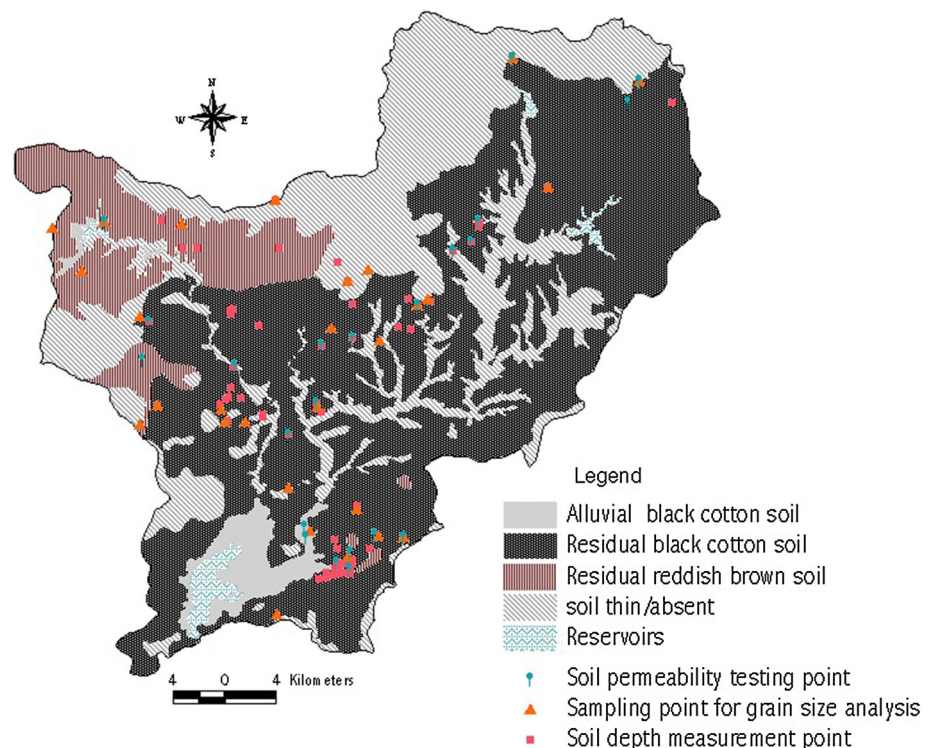 N
W E
S
Legend
Alluvial black cotton soil
Residual black cotton soil
Residual reddish brown soil
soil thin/absent
Reservoirs
Soil permeability testing point
Sampling point for grain size analysis
Soil depth measurement point
4 0 4 Kilometers